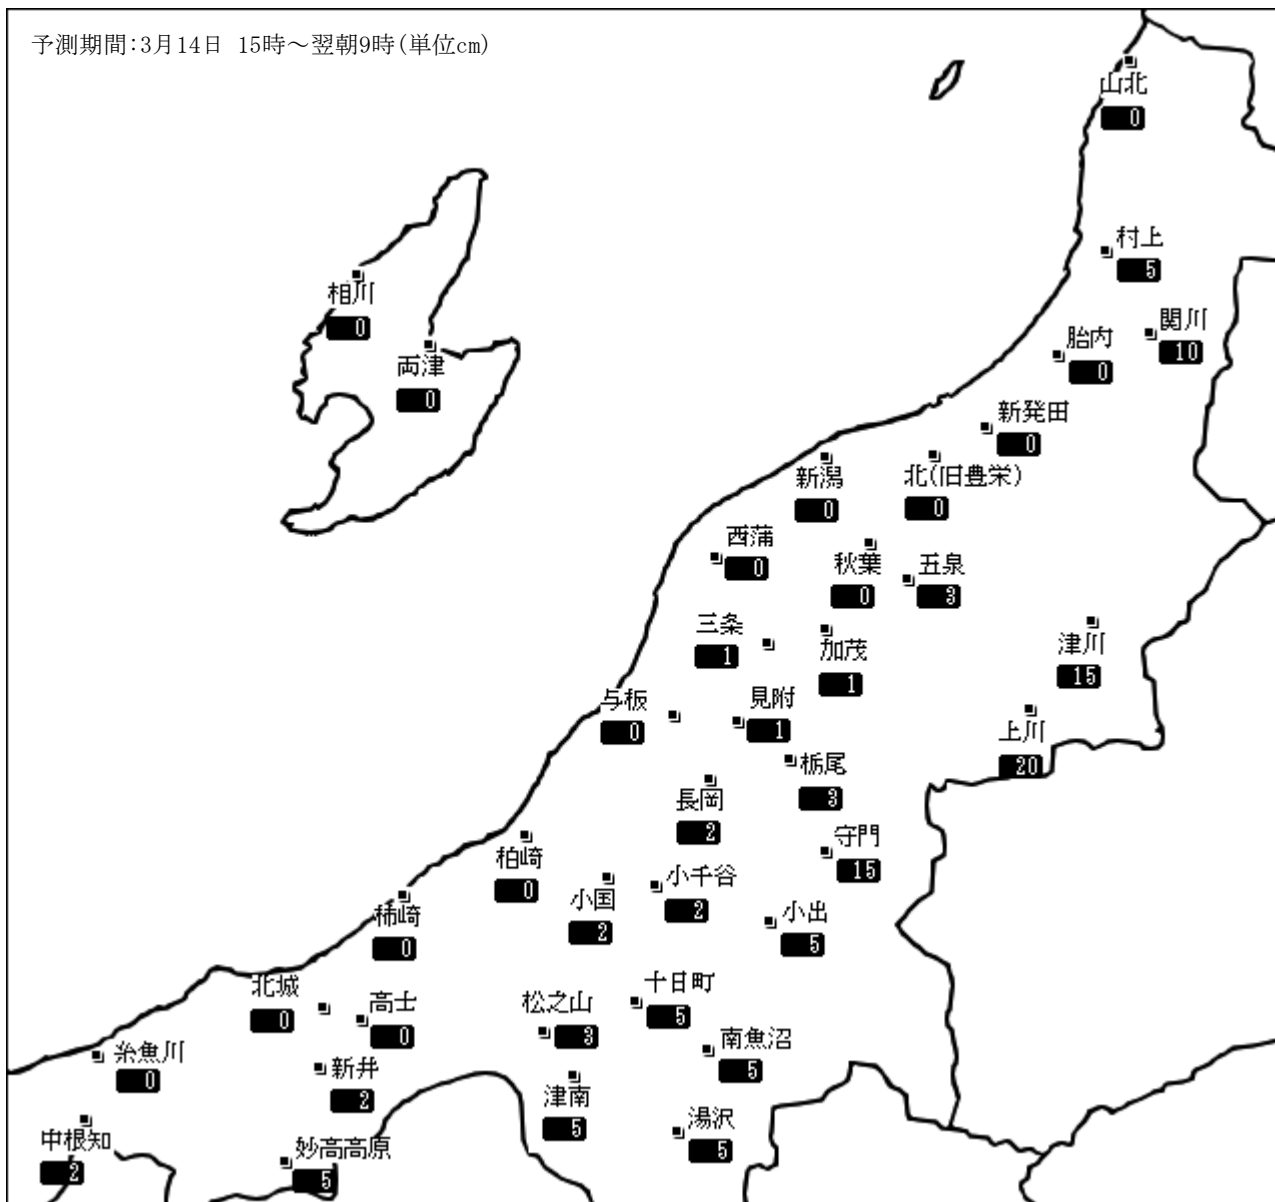 予測期間:3月14日 15時～翌朝9時(単位cm)
山北
0
村上
5
相川
0
関川
10
胎内
0
両津
0
新発田
0
新潟
0
北(旧豊栄)
0
西蒲
0
秋葉
0
五泉
3
三条
1
加茂
1
津川
15
与板
0
見附
1
上川
20
栃尾
3
長岡
2
守門
15
柏崎
0
小国
2
小千谷
2
小出
5
柿崎
0
北城
0
高士
0
松之山
3
十日町
5
南魚沼
5
糸魚川
0
新井
2
津南
5
湯沢
5
中根知
2
妙高高原
5